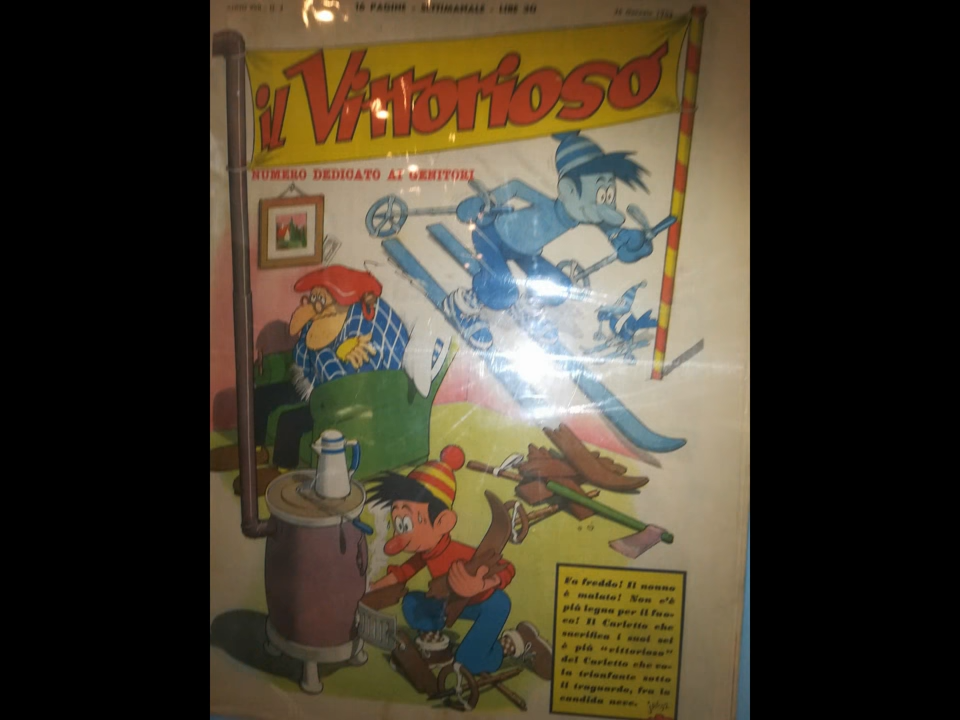 16 PAGINE - SETTIMANALE - LIRE 30
il Vittorioso
NUMERO DEDICATO AI GENITORI
Fa freddo! Il nonno
è malato! Non c'è
più legna per il fuo-
co! Il Carletto che
sacrifica i suoi sci
è più "vittorioso"
del Carletto che vo-
la trionfante sotto
il traguardo, fra la
candida neve.